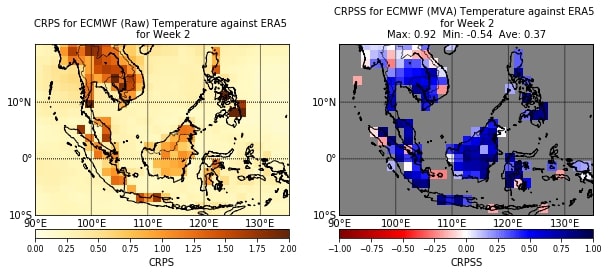 CRPS for ECMWF (Raw) Temperature against ERA5
for Week 2
10°N
0°
10°S
90°E 100°E 110°E 120°E 130°E
0.00 0.25 0.50 0.75 1.00 1.25 1.50 1.75 2.00
CRPS
CRPSS for ECMWF (MVA) Temperature against ERA5
for Week 2
Max: 0.92 Min: -0.54 Ave: 0.37
10°N
0°
10°S
90°E 100°E 110°E 120°E 130°E
−1.00 −0.75 −0.50 −0.25 0.00 0.25 0.50 0.75 1.00
CRPSS